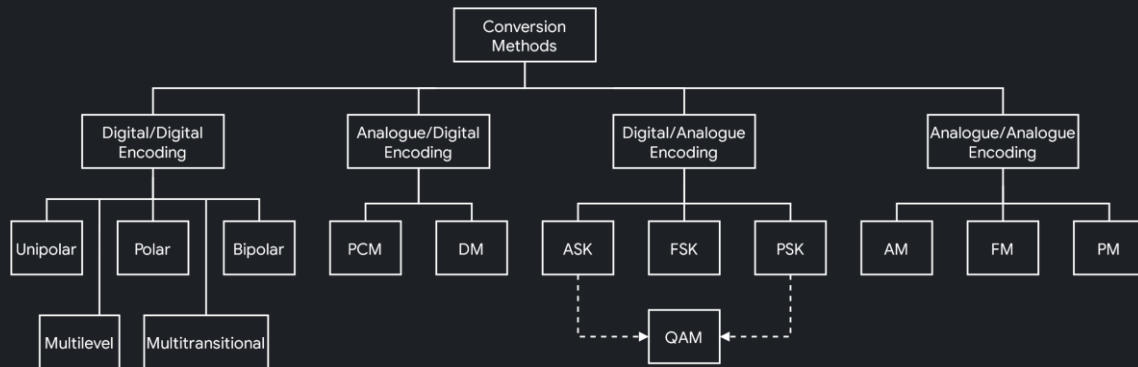 Conversion
Methods
Digital/Digital
Encoding
Analogue/Digital
Encoding
Digital/Analogue
Encoding
Analogue/Analogue
Encoding
Unipolar
Polar
Bipolar
PCM
DM
ASK
FSK
PSK
AM
FM
PM
Multilevel
Multitransitional
QAM